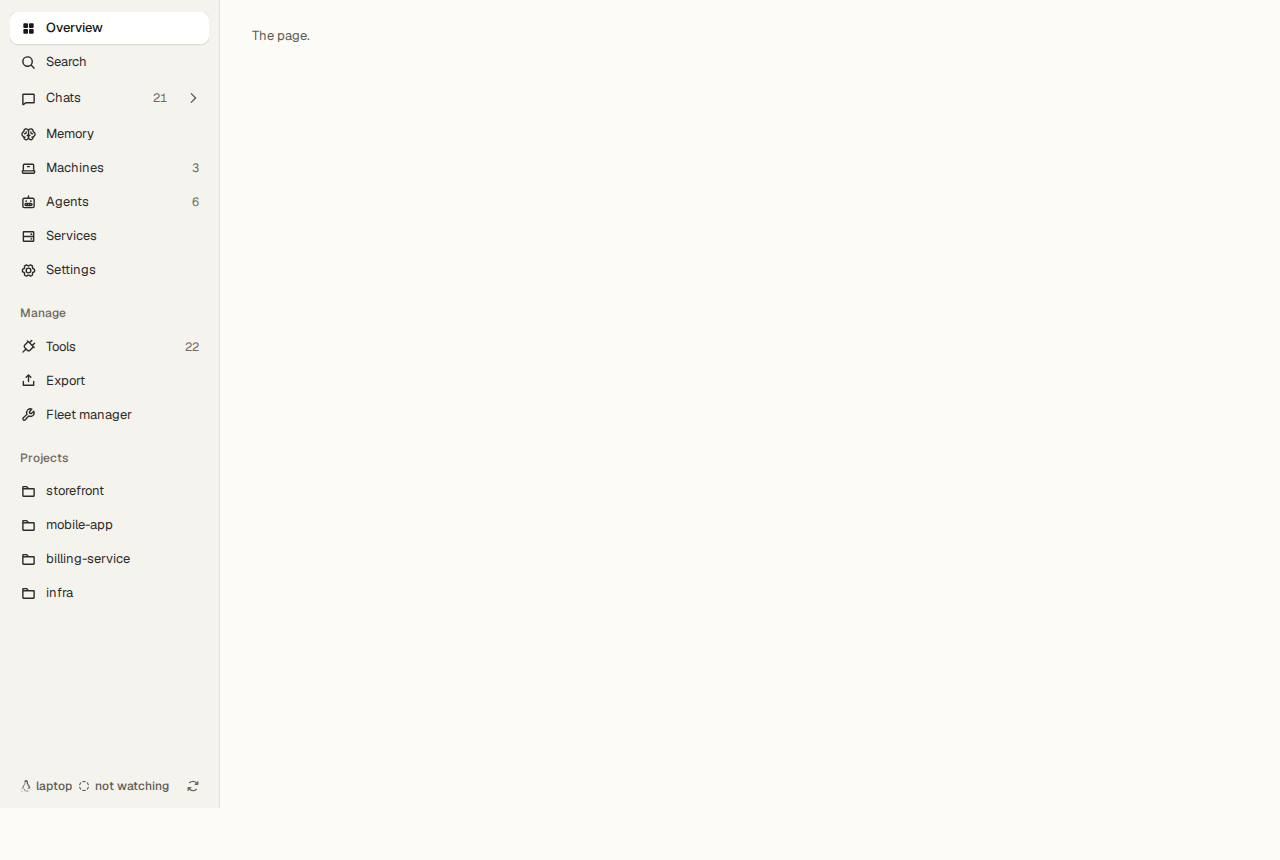 Overview
Search
Chats 21
Memory
Machines 3
Agents 6
Services
Settings
Manage
Tools 22
Export
Fleet manager
Projects
storefront
mobile-app
billing-service
infra
laptop not watching
The page.